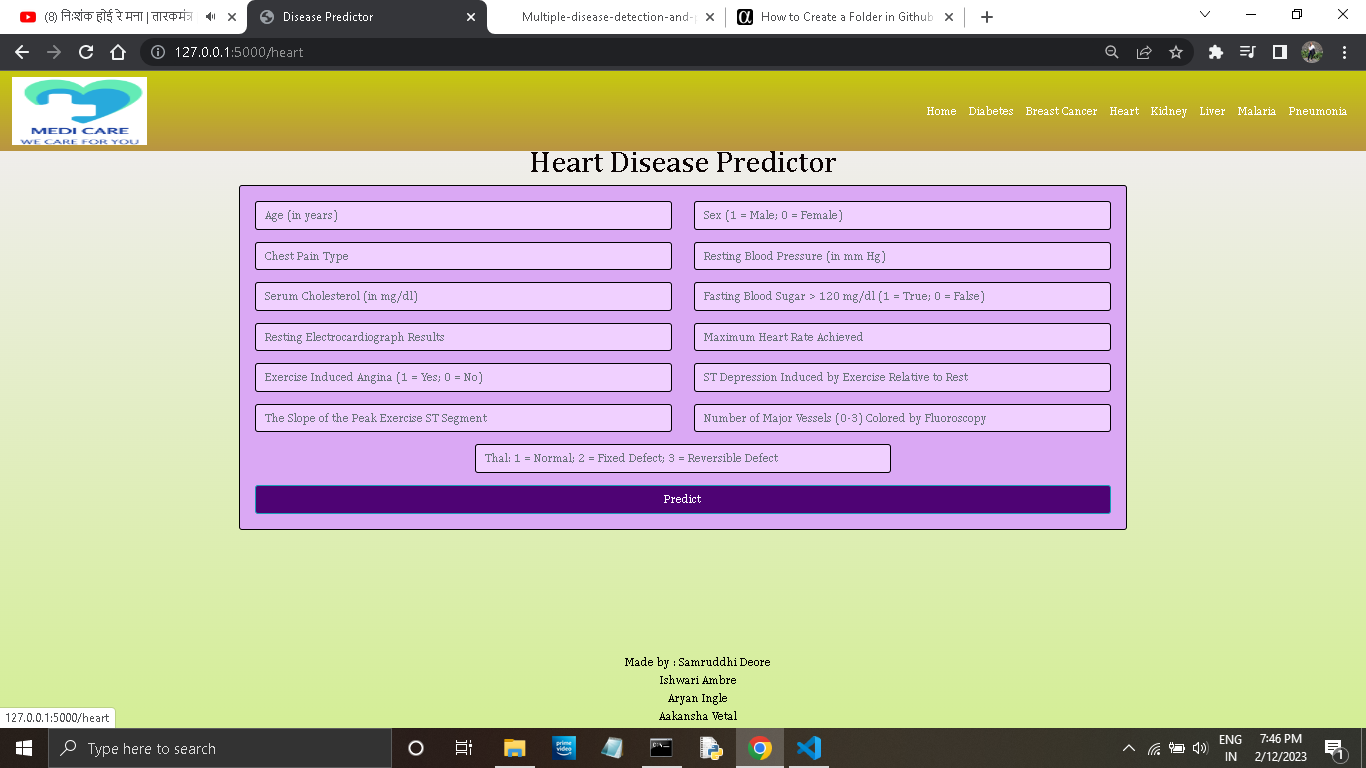 (8) निःशंक होई रे मना | तारकमंत्र
Disease Predictor
Multiple-disease-detection-and-
How to Create a Folder in Github
127.0.0.1:5000/heart
MEDI CARE
WE CARE FOR YOU
Home Diabetes Breast Cancer Heart Kidney Liver Malaria Pneumonia
Heart Disease Predictor
Age (in years)
Sex (1 = Male; 0 = Female)
Chest Pain Type
Resting Blood Pressure (in mm Hg)
Serum Cholesterol (in mg/dl)
Fasting Blood Sugar > 120 mg/dl (1 = True; 0 = False)
Resting Electrocardiograph Results
Maximum Heart Rate Achieved
Exercise Induced Angina (1 = Yes; 0 = No)
ST Depression Induced by Exercise Relative to Rest
The Slope of the Peak Exercise ST Segment
Number of Major Vessels (0-3) Colored by Fluoroscopy
Thal: 1 = Normal; 2 = Fixed Defect; 3 = Reversible Defect
Predict
Made by : Samruddhi Deore
Ishwari Ambre
Aryan Ingle
Aakansha Vetal
127.0.0.1:5000/heart
Type here to search
prime video
ENG
IN
7:46 PM
2/12/2023
1